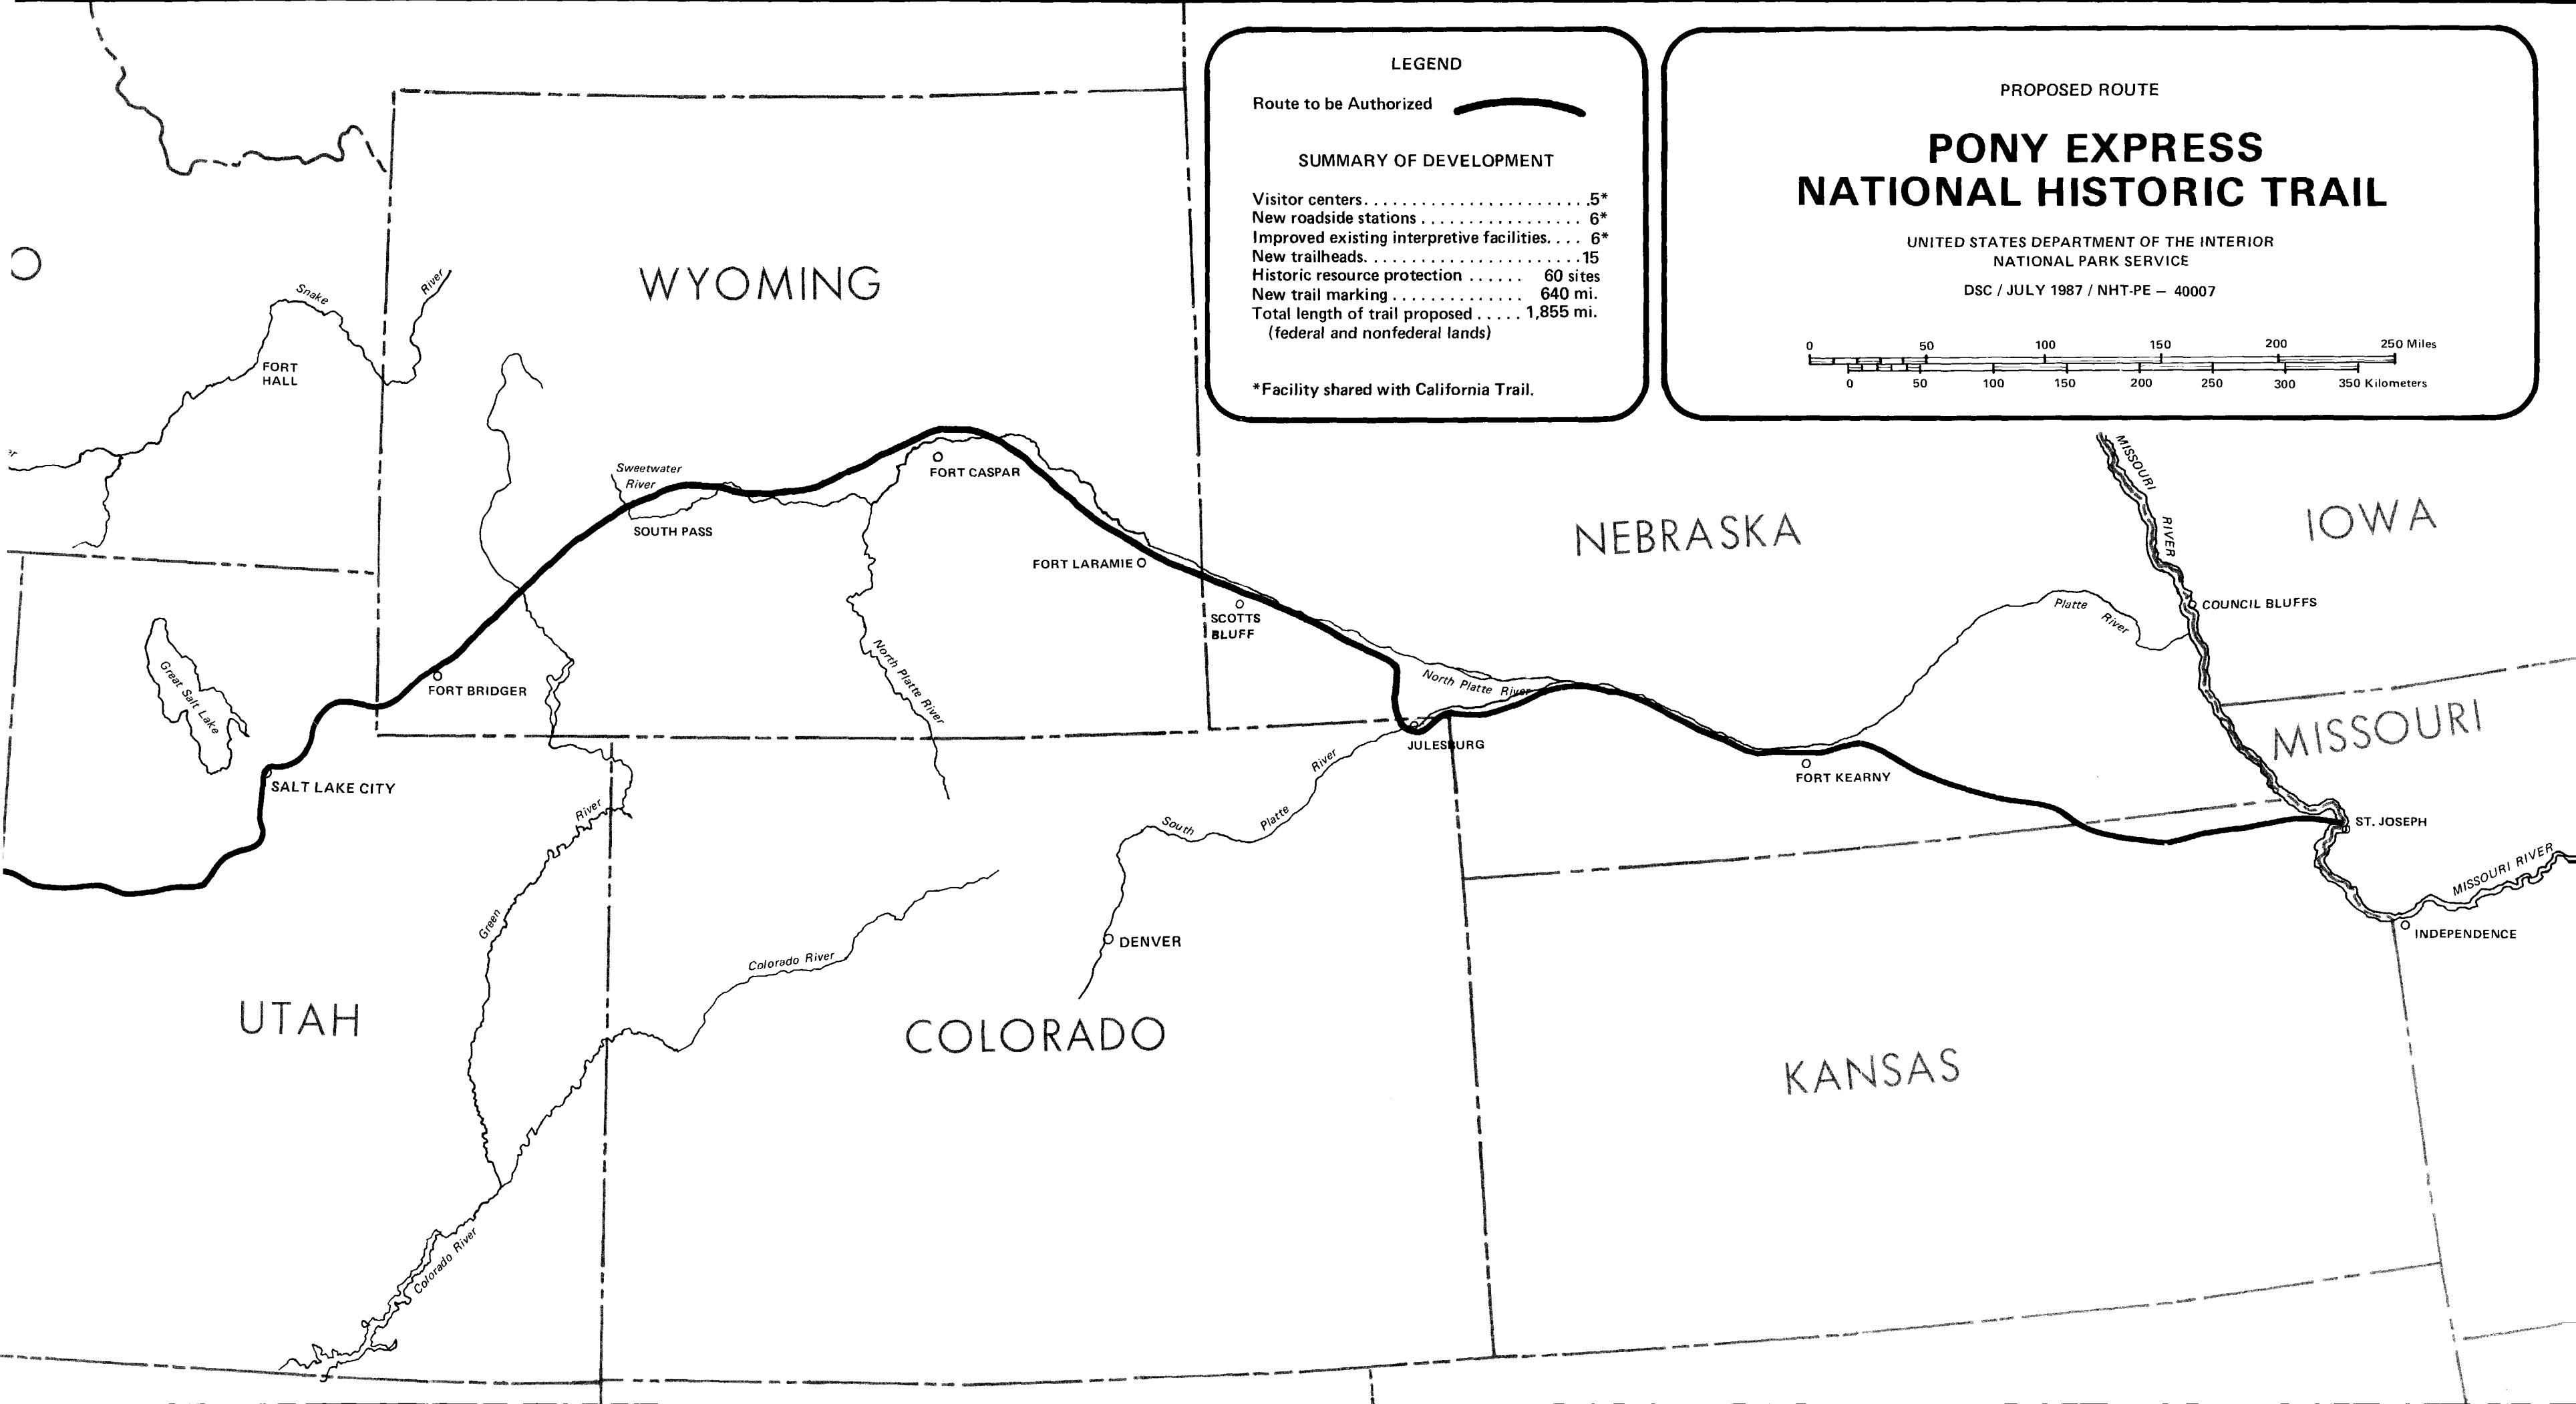 LEGEND
Route to be Authorized
SUMMARY OF DEVELOPMENT
Visitor centers. . . . . . . . . . . . . . . . . . . . . . . .5*
New roadside stations . . . . . . . . . . . . . . . . . 6*
Improved existing interpretive facilities. . . . 6*
New trailheads. . . . . . . . . . . . . . . . . . . . . . .15
Historic resource protection . . . . . . 60 sites
New trail marking . . . . . . . . . . . . . . 640 mi.
Total length of trail proposed . . . . . 1,855 mi.
(federal and nonfederal lands)
*Facility shared with California Trail.
PROPOSED ROUTE
PONY EXPRESS
NATIONAL HISTORIC TRAIL
UNITED STATES DEPARTMENT OF THE INTERIOR
NATIONAL PARK SERVICE
DSC / JULY 1987 / NHT-PE — 40007
0 50 100 150 200 250 Miles
0 50 100 150 200 250 300 350 Kilometers
O
WYOMING
Snake
River
FORT
HALL
Sweetwater
River
SOUTH PASS
FORT CASPAR
FORT LARAMIE
SCOTTS
BLUFF
NEBRASKA
IOWA
MISSOURI
RIVER
COUNCIL BLUFFS
Platte
River
Great Salt Lake
FORT BRIDGER
North Platte River
North Platte River
JULESBURG
FORT KEARNY
MISSOURI
SALT LAKE CITY
River
Green
South
Platte
River
ST. JOSEPH
MISSOURI RIVER
INDEPENDENCE
DENVER
Colorado River
UTAH
COLORADO
KANSAS
Colorado River